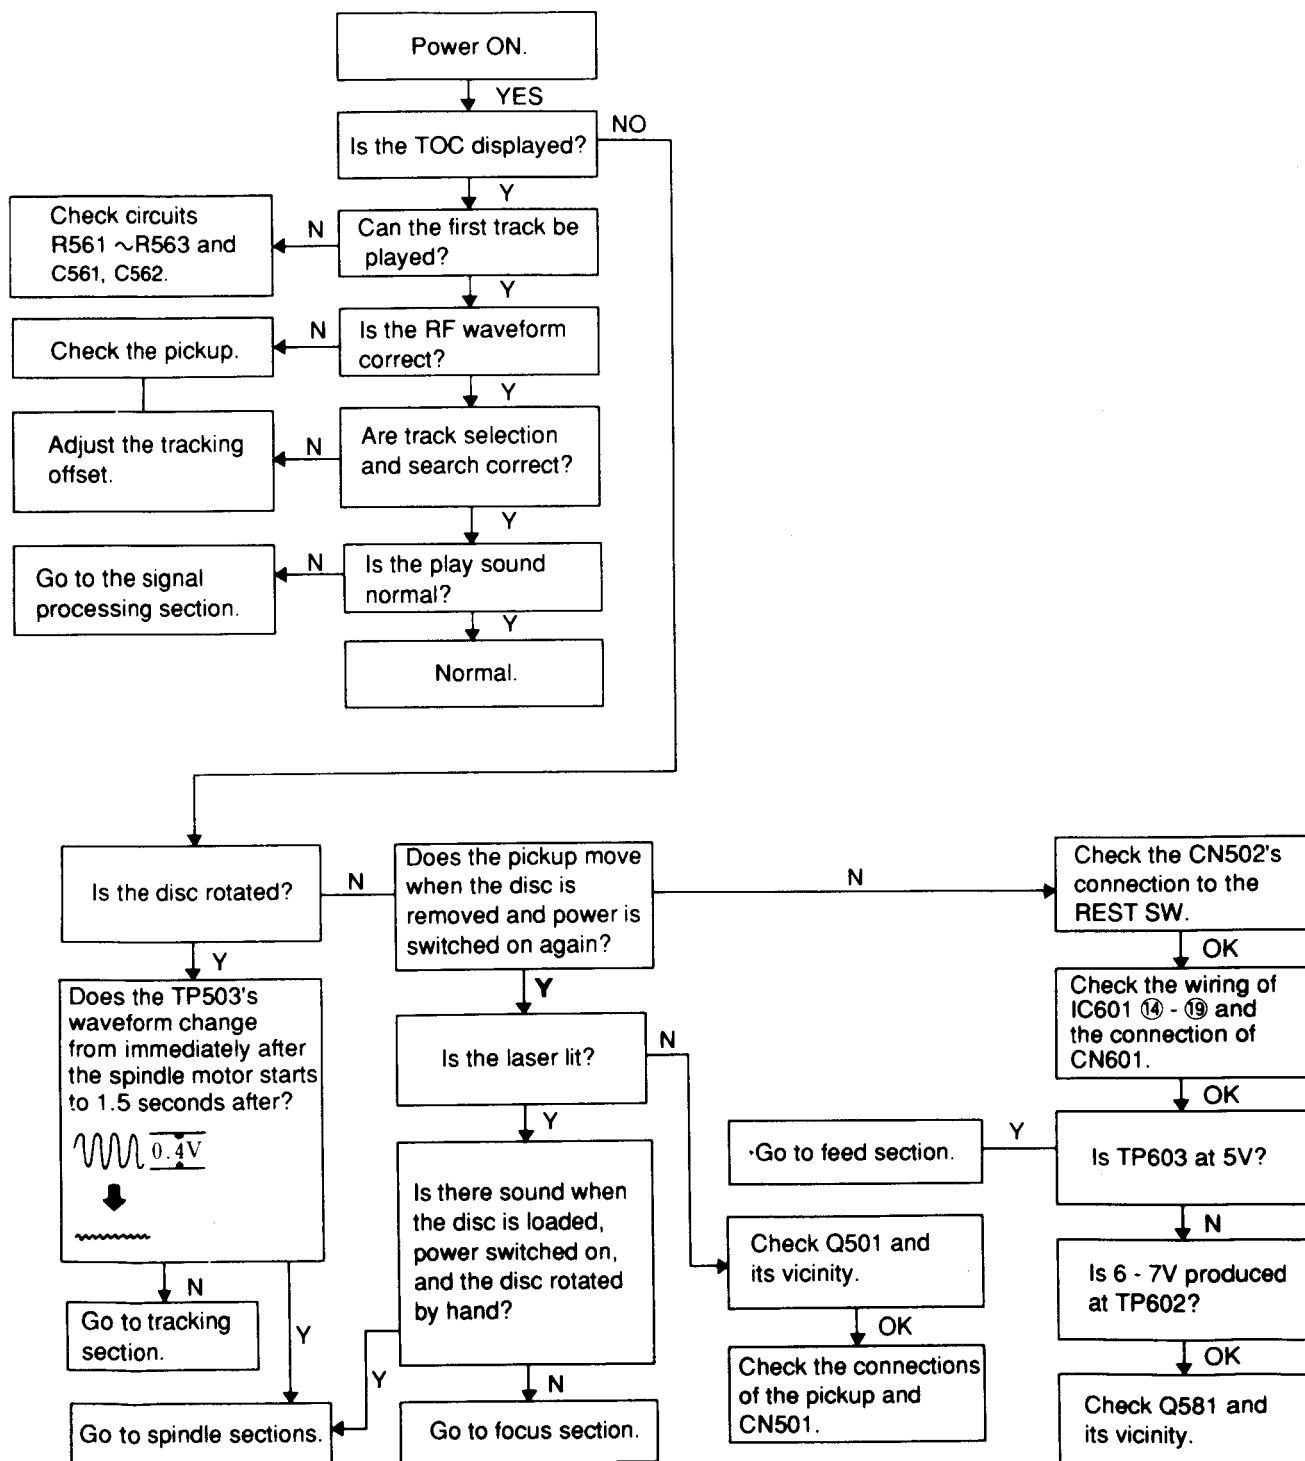 Power ON.
YES
Is the TOC displayed?
NO
Y
Check circuits
R561 ~R563 and
C561, C562.
N
Can the first track be
played?
Y
Check the pickup.
N
Is the RF waveform
correct?
Y
Adjust the tracking
offset.
N
Are track selection
and search correct?
Y
Go to the signal
processing section.
N
Is the play sound
normal?
Y
Normal.
Is the disc rotated?
N
Does the pickup move
when the disc is
removed and power is
switched on again?
N
Check the CN502's
connection to the
REST SW.
Y
Y
OK
Does the TP503's
waveform change
from immediately after
the spindle motor starts
to 1.5 seconds after?
0.4V
Is the laser lit?
N
Check the wiring of
IC601 ⑭ - ⑲ and
the connection of
CN601.
Y
OK
Go to feed section.
Y
Is TP603 at 5V?
Is there sound when
the disc is loaded,
power switched on,
and the disc rotated
by hand?
N
Check Q501 and
its vicinity.
Is 6 - 7V produced
at TP602?
N
Y
Go to tracking
section.
Y
N
OK
OK
Check the connections
of the pickup and
CN501.
Go to spindle sections.
Go to focus section.
Check Q581 and
its vicinity.